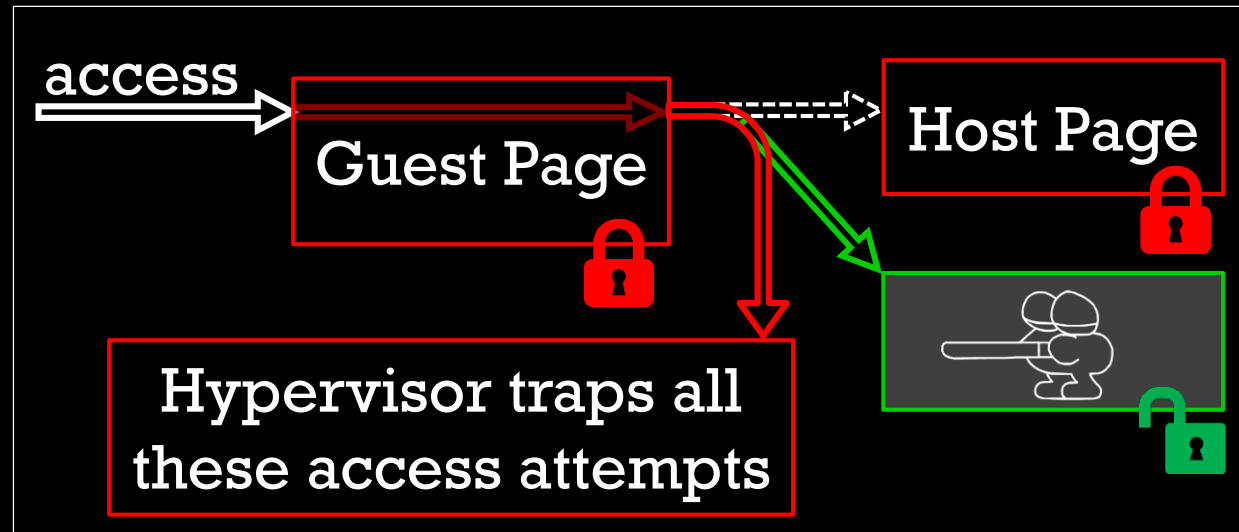 access
Guest Page
Host Page
Hypervisor traps all
these access attempts